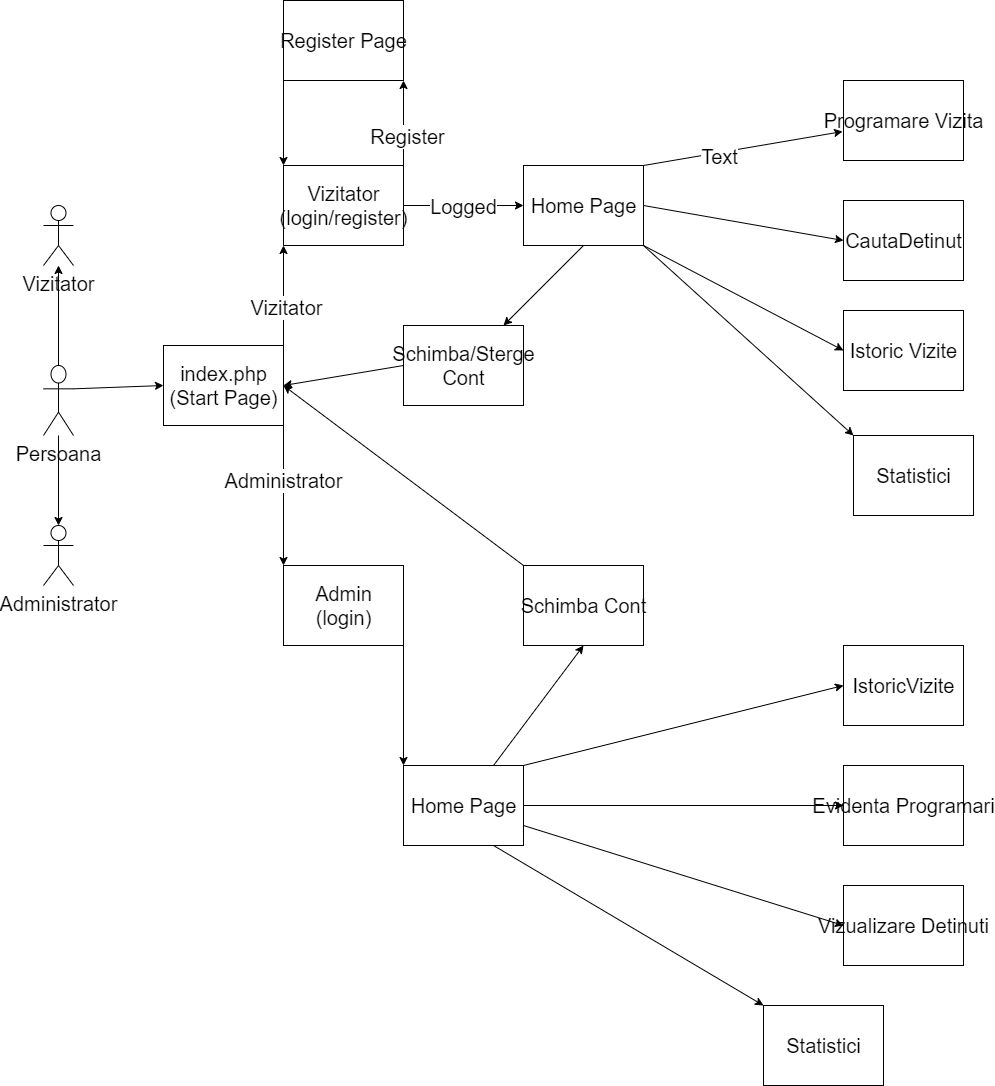 Register Page
Register
Programare Vizita
Text
Vizitator
(login/register)
Logged
Home Page
CautaDetinut
Vizitator
Vizitator
Schimba/Sterge
Cont
Istoric Vizite
index.php
(Start Page)
Persoana
Administrator
Statistici
Administrator
Admin
(login)
Schimba Cont
IstoricVizite
Home Page
Evidenta Programari
Vizualizare Detinuti
Statistici